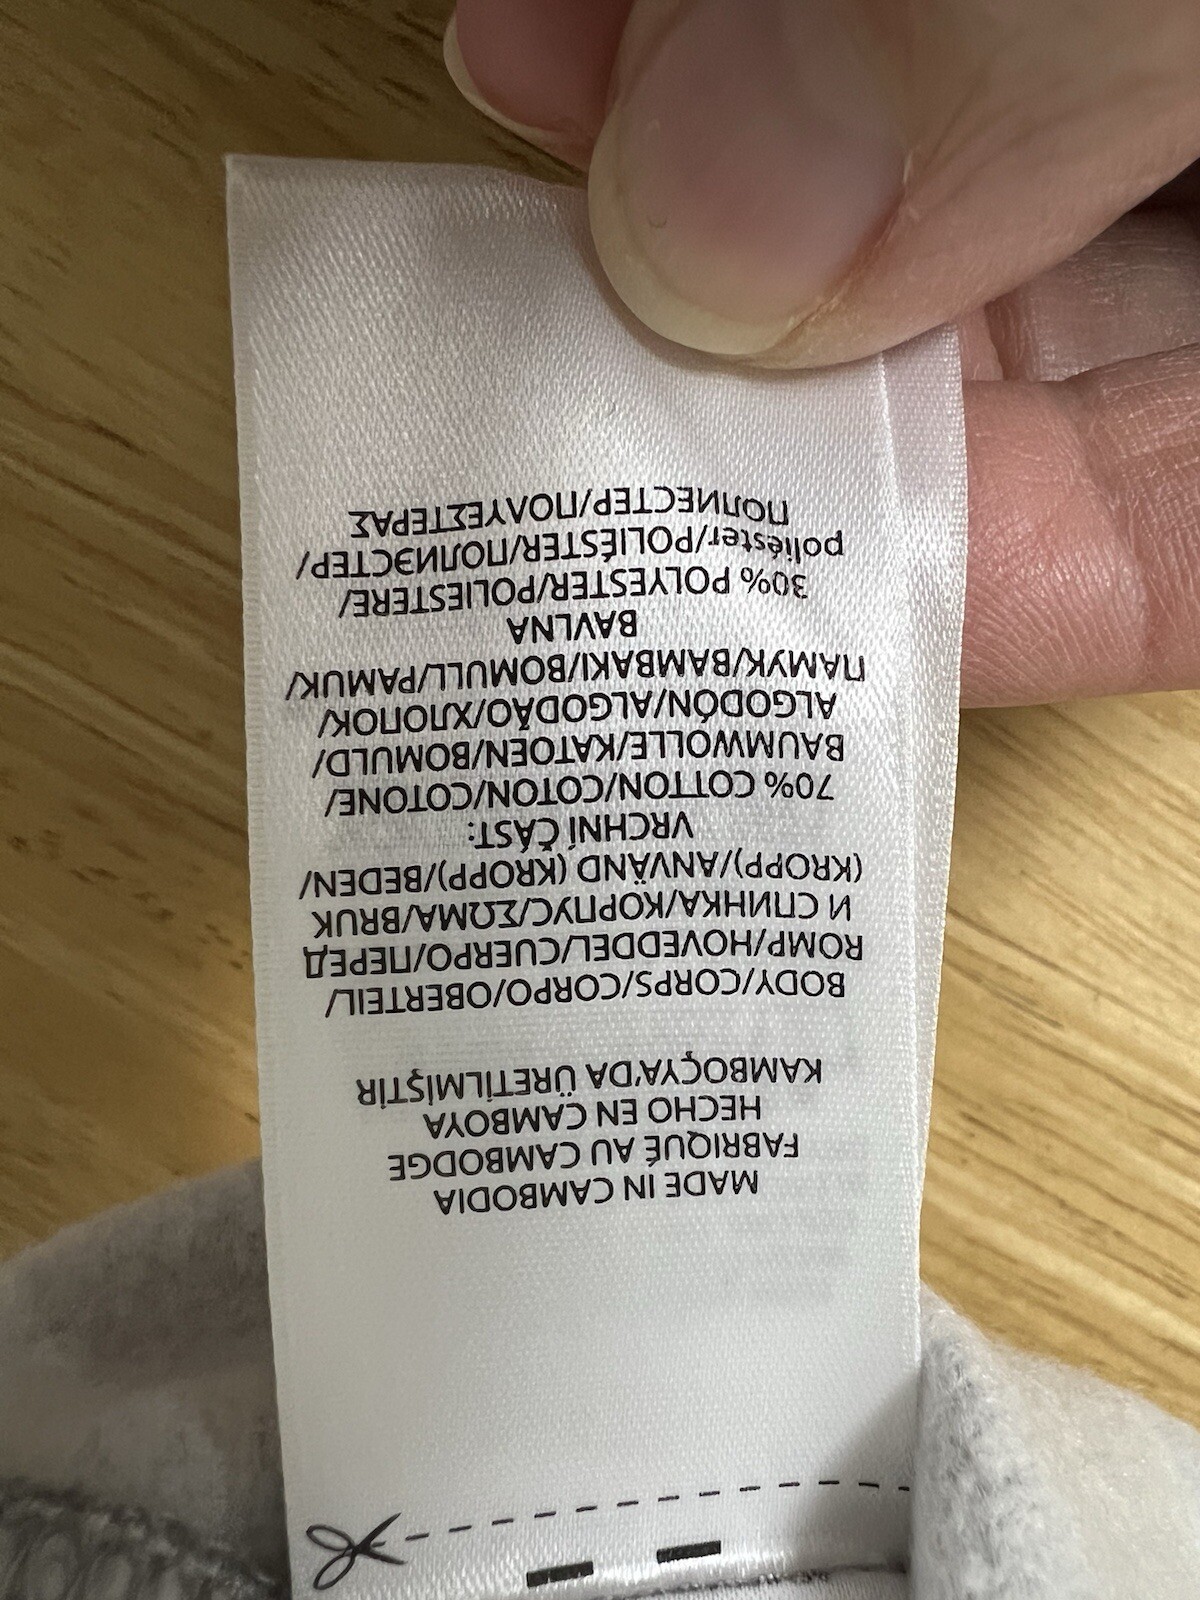 MADE IN CAMBODIA
FABRIQUÉ AU CAMBODGE
HECHO EN CAMBOYA
KAMBOÇYA'DA ÜRETİLMİŞTİR
BODY/CORPS/CORPO/OBERTEIL/
ROMP/HOVEDDEL/CUERPO/ПЕРЕД
И СПИНКА/КОРПУС/ΣΩΜΑ/BRUK
(KROPP)/ANVÄND (KROPP)/BEDEN/
VRCHNÍ ČÁST:
70% COTTON/COTON/COTONE/
BAUMWOLLE/KATOEN/BOMULD/
ALGODÓN/ALGODÃO/ХЛОПОК/
ПАМУК/ΒΑΜΒΑΚΙ/BOMULL/PAMUK/
BAVLNA
30% POLYESTER/POLIESTERE/
poliéster/POLIÉSTER/ПОЛИЭСТЕР/
ПОЛИЕСТЕР/ΠΟΛΥΕΣΤΕΡΑΣ